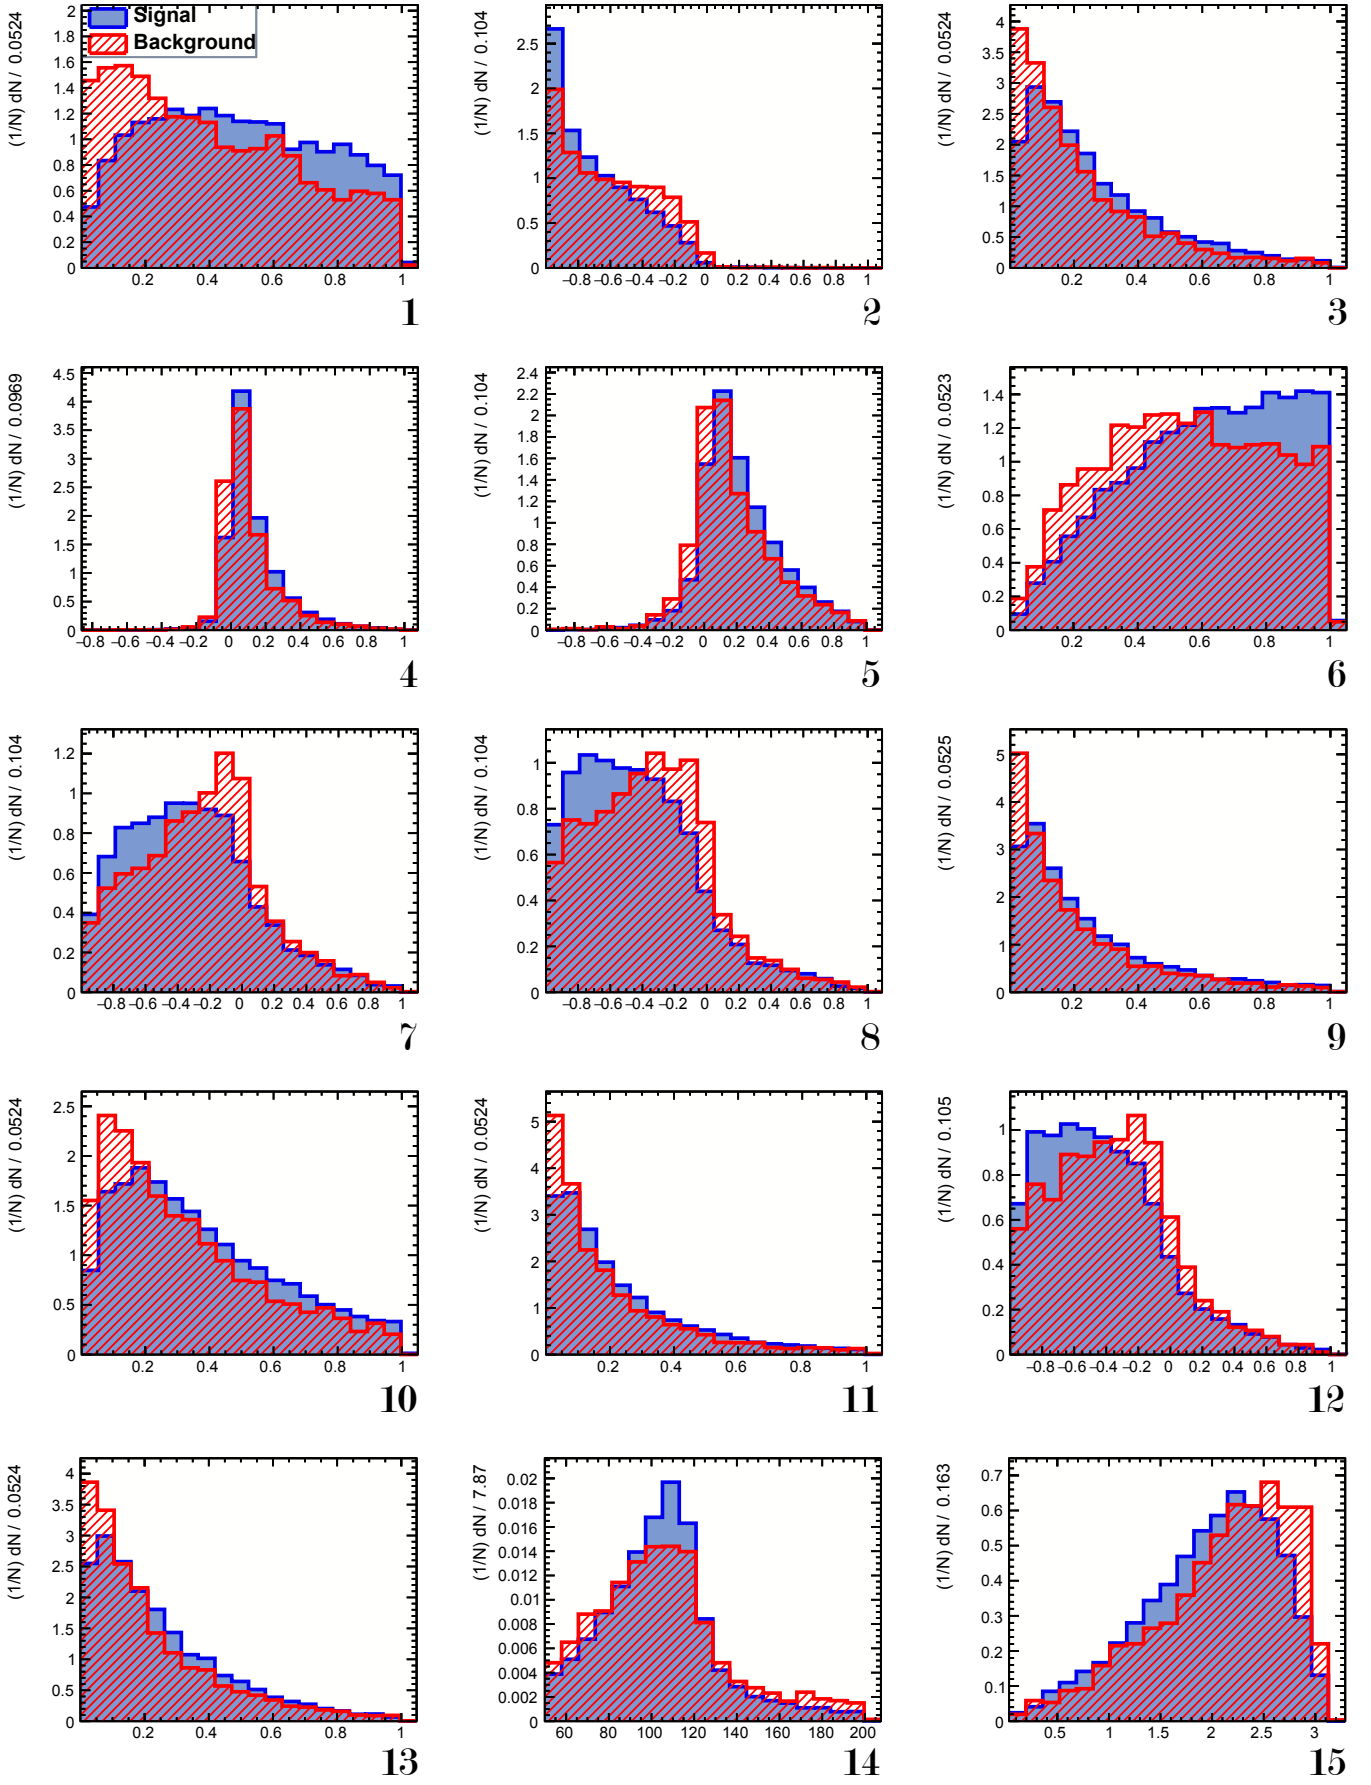 Signal
Background
(1/N) dN / 0.0524
0 0.2 0.4 0.6 0.8 1 1.2 1.4 1.6 1.8 2
0.2 0.4 0.6 0.8 1
1
(1/N) dN / 0.104
0 0.5 1 1.5 2 2.5
−0.8 −0.6 −0.4 −0.2 0 0.2 0.4 0.6 0.8 1
2
(1/N) dN / 0.0524
0 0.5 1 1.5 2 2.5 3 3.5 4
0.2 0.4 0.6 0.8 1
3
(1/N) dN / 0.0969
0 0.5 1 1.5 2 2.5 3 3.5 4 4.5
−0.8 −0.6 −0.4 −0.2 0 0.2 0.4 0.6 0.8 1
4
(1/N) dN / 0.104
0 0.2 0.4 0.6 0.8 1 1.2 1.4 1.6 1.8 2 2.2 2.4
−0.8 −0.6 −0.4 −0.2 0 0.2 0.4 0.6 0.8 1
5
(1/N) dN / 0.0523
0 0.2 0.4 0.6 0.8 1 1.2 1.4
0.2 0.4 0.6 0.8 1
6
(1/N) dN / 0.104
0 0.2 0.4 0.6 0.8 1 1.2
−0.8 −0.6 −0.4 −0.2 0 0.2 0.4 0.6 0.8 1
7
(1/N) dN / 0.104
0 0.2 0.4 0.6 0.8 1
−0.8 −0.6 −0.4 −0.2 0 0.2 0.4 0.6 0.8 1
8
(1/N) dN / 0.0525
0 1 2 3 4 5
0.2 0.4 0.6 0.8 1
9
(1/N) dN / 0.0524
0 0.5 1 1.5 2 2.5
0.2 0.4 0.6 0.8 1
10
(1/N) dN / 0.0524
0 1 2 3 4 5
0.2 0.4 0.6 0.8 1
11
(1/N) dN / 0.105
0 0.2 0.4 0.6 0.8 1
−0.8 −0.6 −0.4 −0.2 0 0.2 0.4 0.6 0.8 1
12
(1/N) dN / 0.0524
0 0.5 1 1.5 2 2.5 3 3.5 4
0.2 0.4 0.6 0.8 1
13
(1/N) dN / 7.87
0 0.002 0.004 0.006 0.008 0.01 0.012 0.014 0.016 0.018 0.02
60 80 100 120 140 160 180 200
14
(1/N) dN / 0.163
0 0.1 0.2 0.3 0.4 0.5 0.6 0.7
0.5 1 1.5 2 2.5 3
15